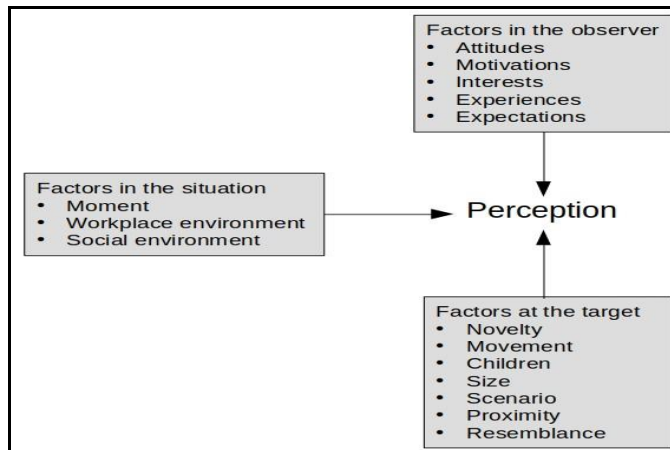 Factors in the observer
• Attitudes
• Motivations
• Interests
• Experiences
• Expectations
Factors in the situation
• Moment
• Workplace environment
• Social environment
Perception
Factors at the target
• Novelty
• Movement
• Children
• Size
• Scenario
• Proximity
• Resemblance